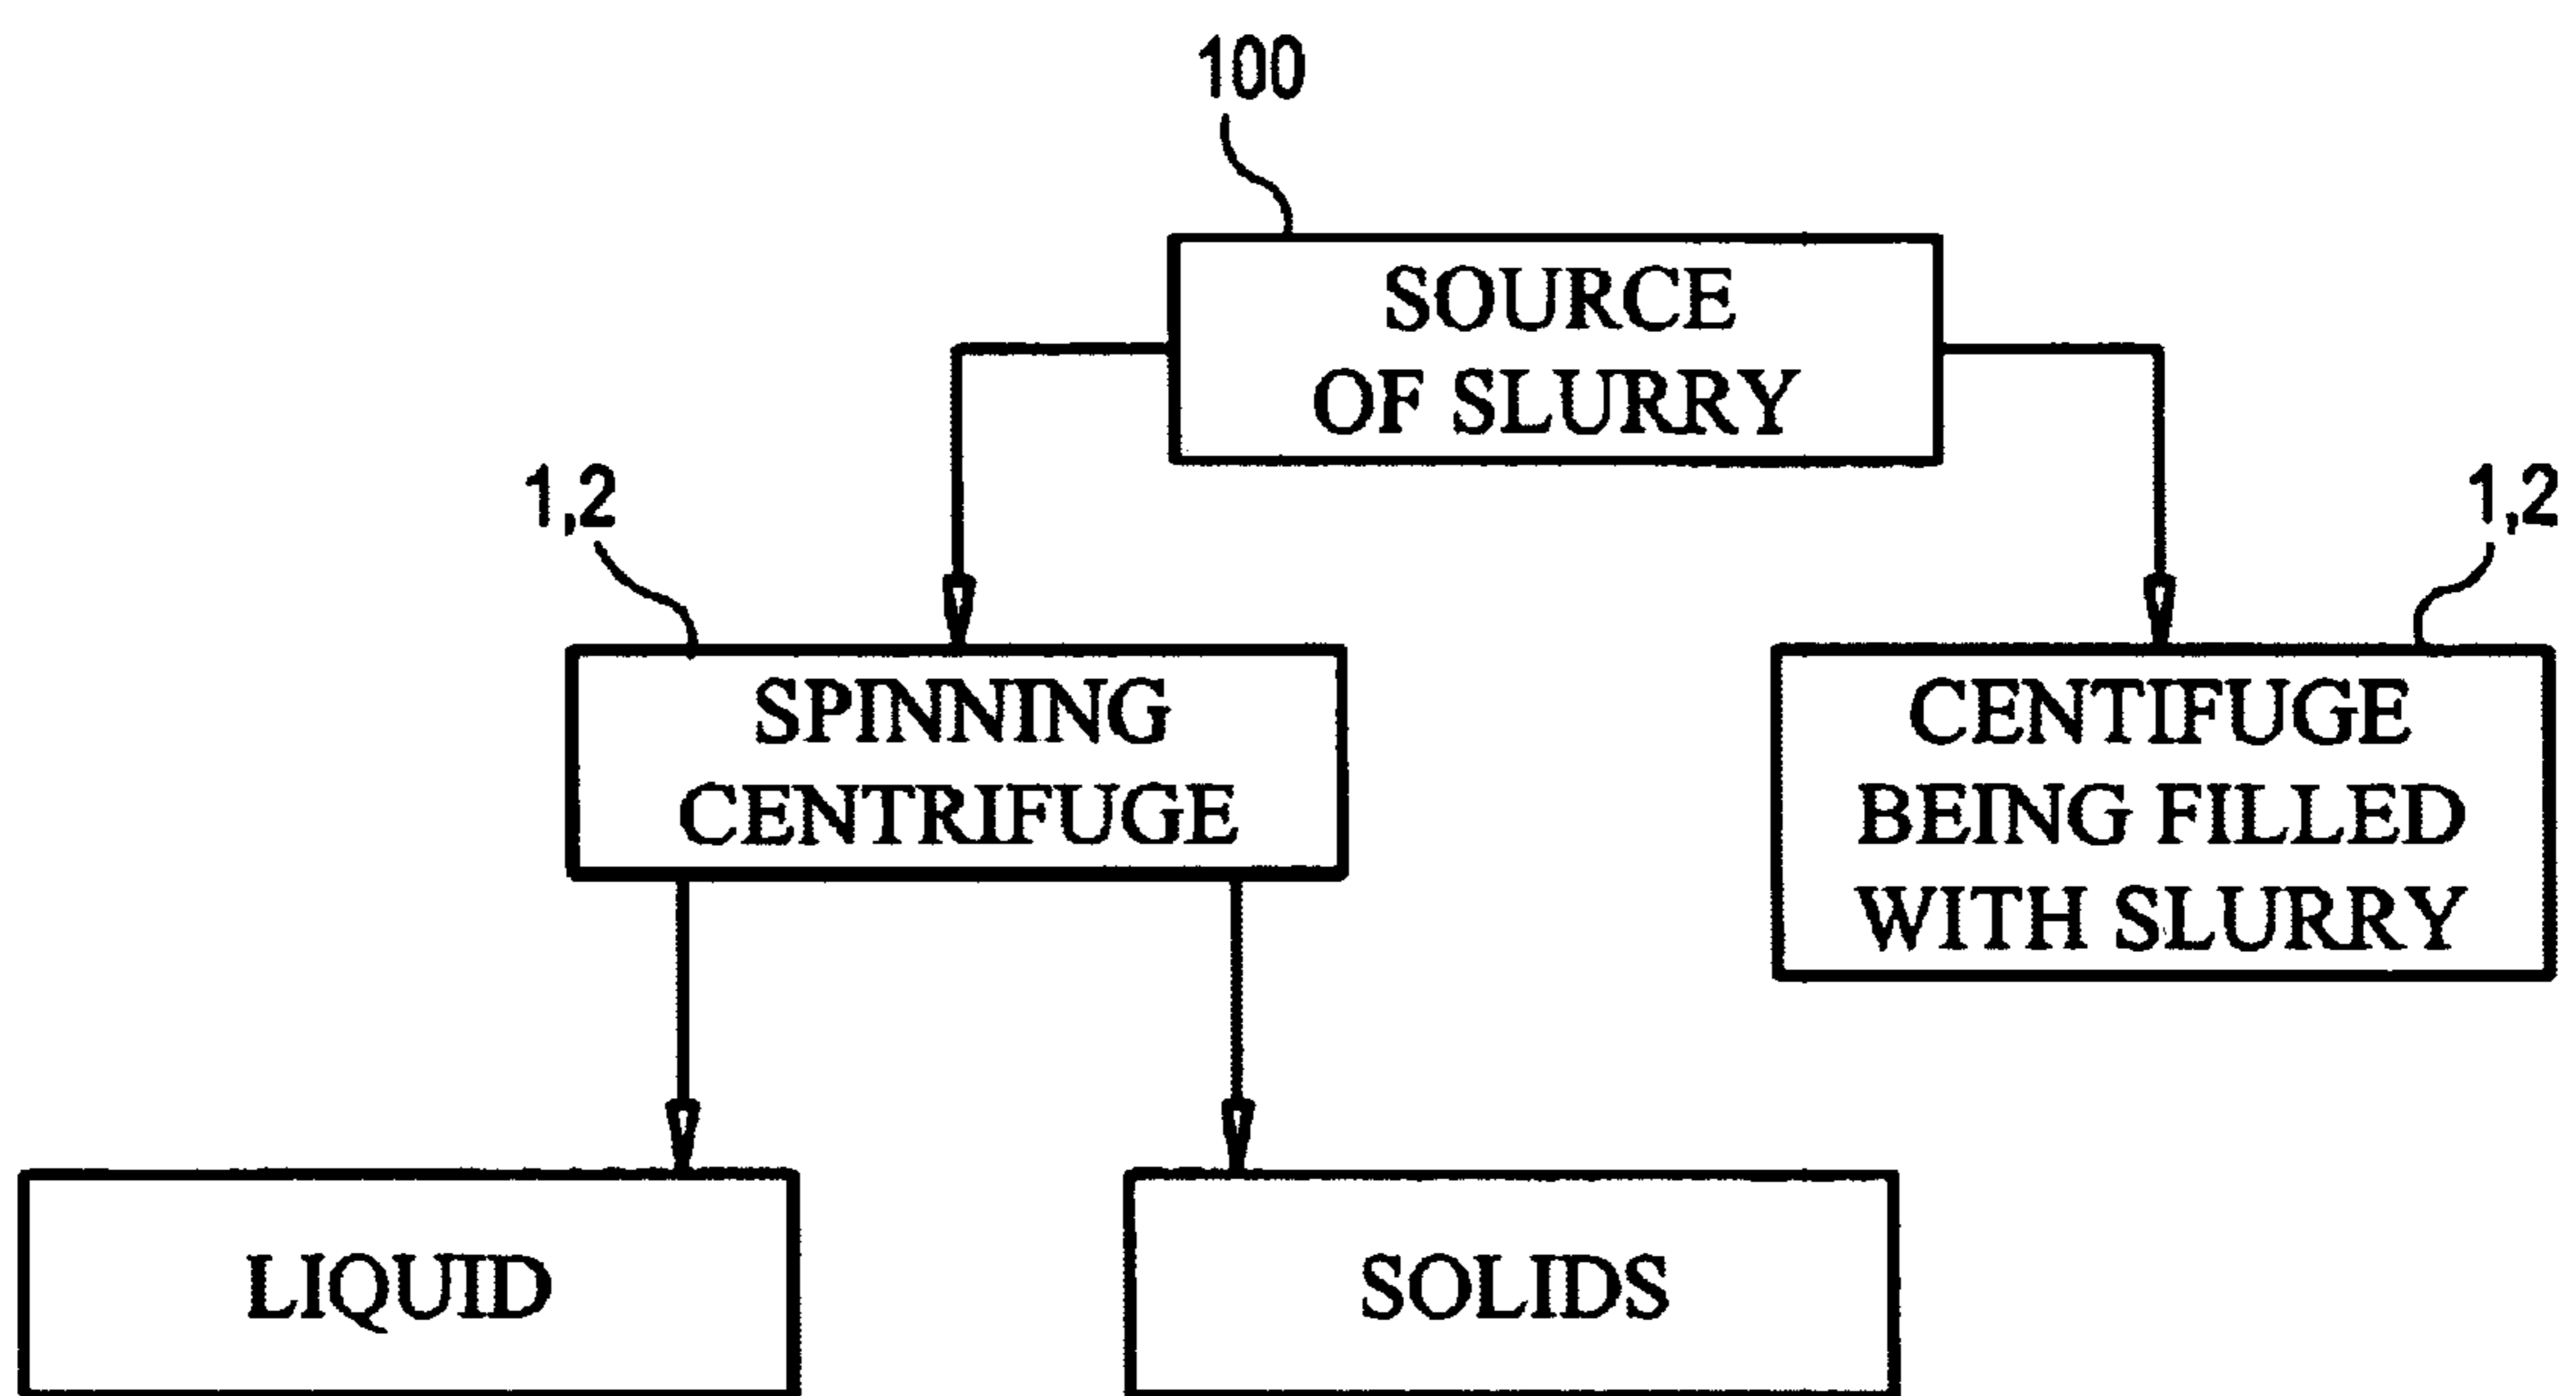 100
SOURCE
OF SLURRY
1,2
1,2
SPINNING
CENTRIFUGE
CENTIFUGE
BEING FILLED
WITH SLURRY
LIQUID
SOLIDS